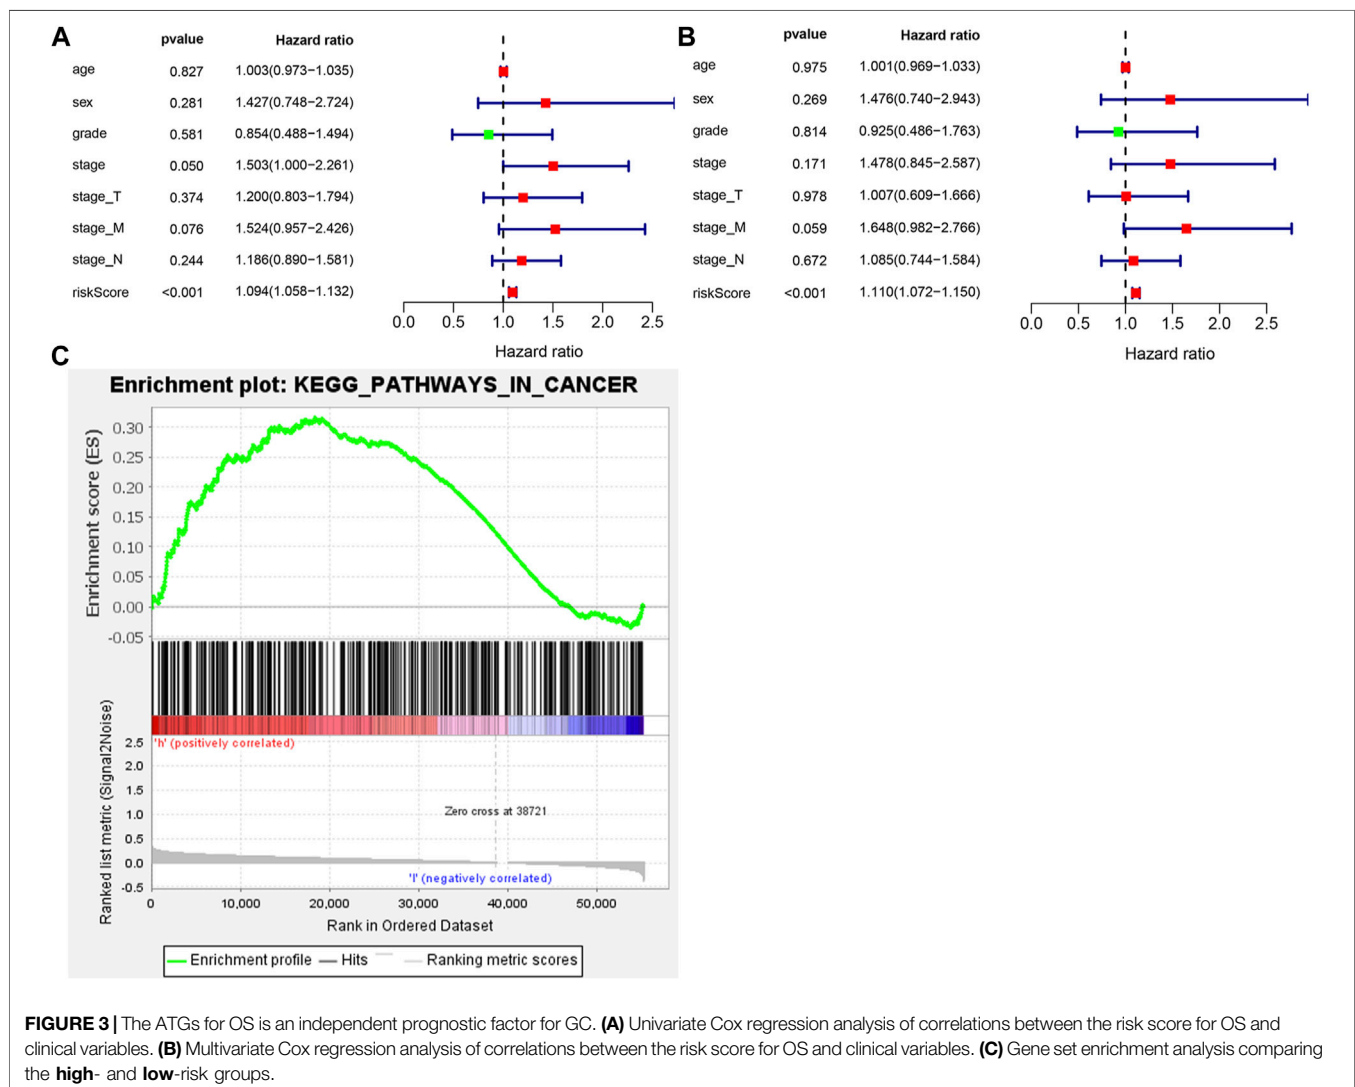 A
pvalue Hazard ratio
age 0.827 1.003(0.973−1.035)
sex 0.281 1.427(0.748−2.724)
grade 0.581 0.854(0.488−1.494)
stage 0.050 1.503(1.000−2.261)
stage_T 0.374 1.200(0.803−1.794)
stage_M 0.076 1.524(0.957−2.426)
stage_N 0.244 1.186(0.890−1.581)
riskScore <0.001 1.094(1.058−1.132)
0.0 0.5 1.0 1.5 2.0 2.5
Hazard ratio
B
pvalue Hazard ratio
age 0.975 1.001(0.969−1.033)
sex 0.269 1.476(0.740−2.943)
grade 0.814 0.925(0.486−1.763)
stage 0.171 1.478(0.845−2.587)
stage_T 0.978 1.007(0.609−1.666)
stage_M 0.059 1.648(0.982−2.766)
stage_N 0.672 1.085(0.744−1.584)
riskScore <0.001 1.110(1.072−1.150)
0.0 0.5 1.0 1.5 2.0 2.5
Hazard ratio
C
Enrichment plot: KEGG_PATHWAYS_IN_CANCER
Enrichment score (ES)
0.30
0.25
0.20
0.15
0.10
0.05
0.00
-0.05
Ranked list metric (Signal2Noise)
'h' (positively correlated)
2.5
2.0
1.5
1.0
0.5
0.0
-0.5
Zero cross at 38721
'l' (negatively correlated)
0 10,000 20,000 30,000 40,000 50,000
Rank in Ordered Dataset
Enrichment profile Hits Ranking metric scores
FIGURE 3 | The ATGs for OS is an independent prognostic factor for GC. (A) Univariate Cox regression analysis of correlations between the risk score for OS and
clinical variables. (B) Multivariate Cox regression analysis of correlations between the risk score for OS and clinical variables. (C) Gene set enrichment analysis comparing
the high- and low-risk groups.